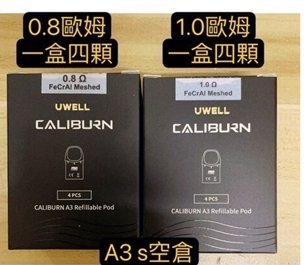 0.8歐姆
一盒四顆
1.0歐姆
一盒四顆
0.8 Ω
FeCrAl Meshed
UWELL
CALIBURN
4 PCS
CALIBURN A3 Refillable Pod
1.0 Ω
FeCrAl Meshed
UWELL
CALIBURN
4 PCS
CALIBURN A3 Refillable Pod
A3 s空倉